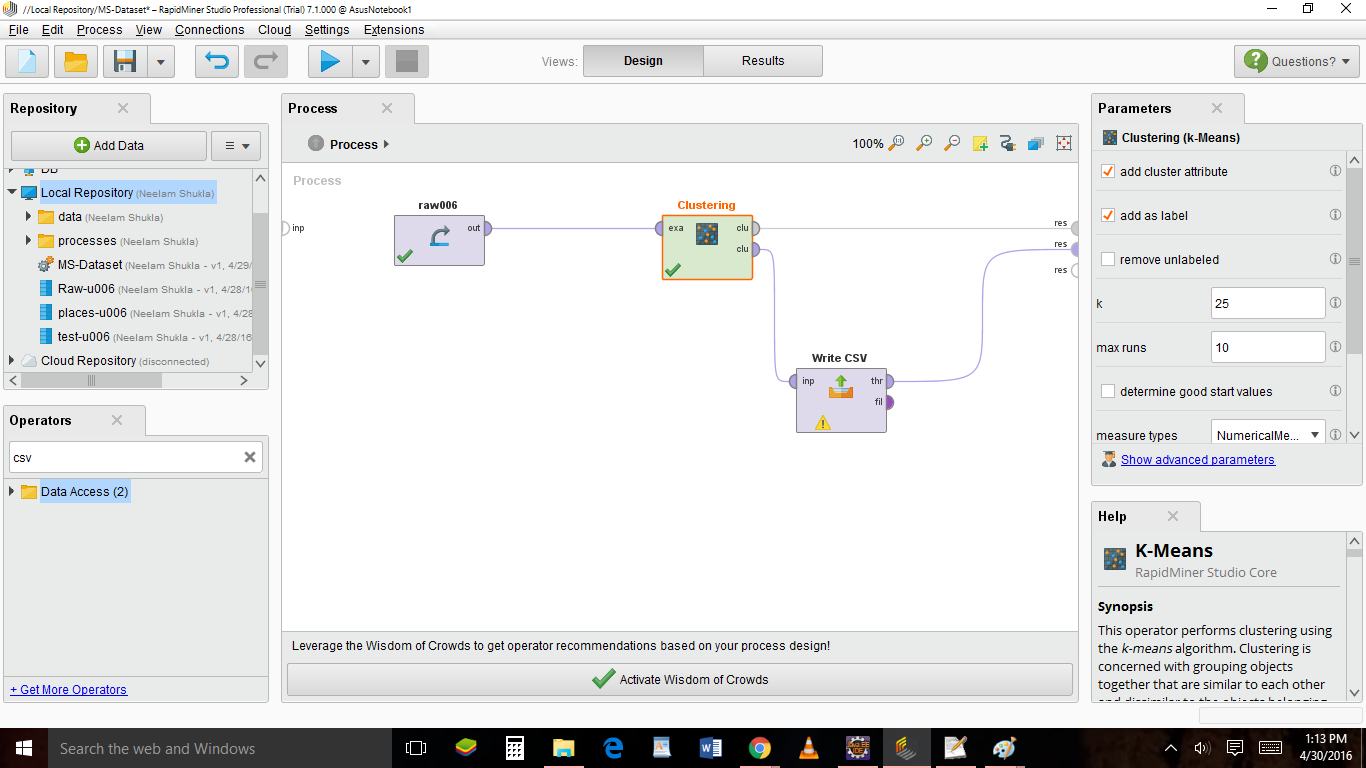 //Local Repository/MS-Dataset* – RapidMiner Studio Professional (Trial) 7.1.000 @ AsusNotebook1
File Edit Process View Connections Cloud Settings Extensions
Views: Design Results Questions?
Repository
Add Data
DB
Local Repository (Neelam Shukla)
data (Neelam Shukla)
processes (Neelam Shukla)
MS-Dataset (Neelam Shukla - v1, 4/29/
Raw-u006 (Neelam Shukla - v1, 4/28/1
places-u006 (Neelam Shukla - v1, 4/28
test-u006 (Neelam Shukla - v1, 4/28/16
Cloud Repository (disconnected)
Operators
csv
Data Access (2)
+ Get More Operators
Process
Process
100%
Process
inp
raw006
out
Clustering
exa clu
clu
res
res
res
Write CSV
inp thr
fil
Leverage the Wisdom of Crowds to get operator recommendations based on your process design!
Activate Wisdom of Crowds
Parameters
Clustering (k-Means)
add cluster attribute
add as label
remove unlabeled
k 25
max runs 10
determine good start values
measure types NumericalMe...
Show advanced parameters
Help
K-Means
RapidMiner Studio Core
Synopsis
This operator performs clustering using
the k-means algorithm. Clustering is
concerned with grouping objects
together that are similar to each other
and dissimilar to the objects belonging
Search the web and Windows
1:13 PM
4/30/2016